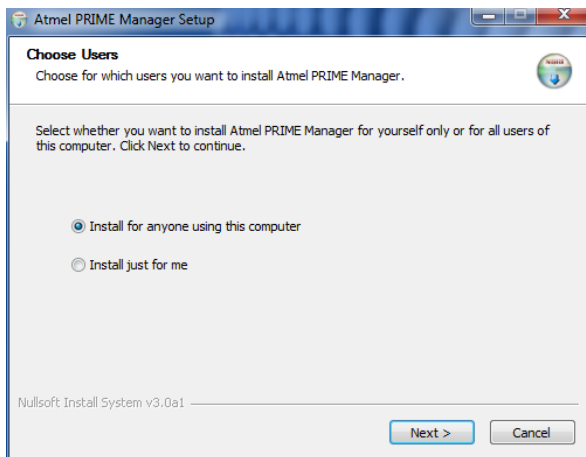 Atmel PRIME Manager Setup
Choose Users
Choose for which users you want to install Atmel PRIME Manager.
Select whether you want to install Atmel PRIME Manager for yourself only or for all users of
this computer. Click Next to continue.
Install for anyone using this computer
Install just for me
Nullsoft Install System v3.0a1
Next >
Cancel